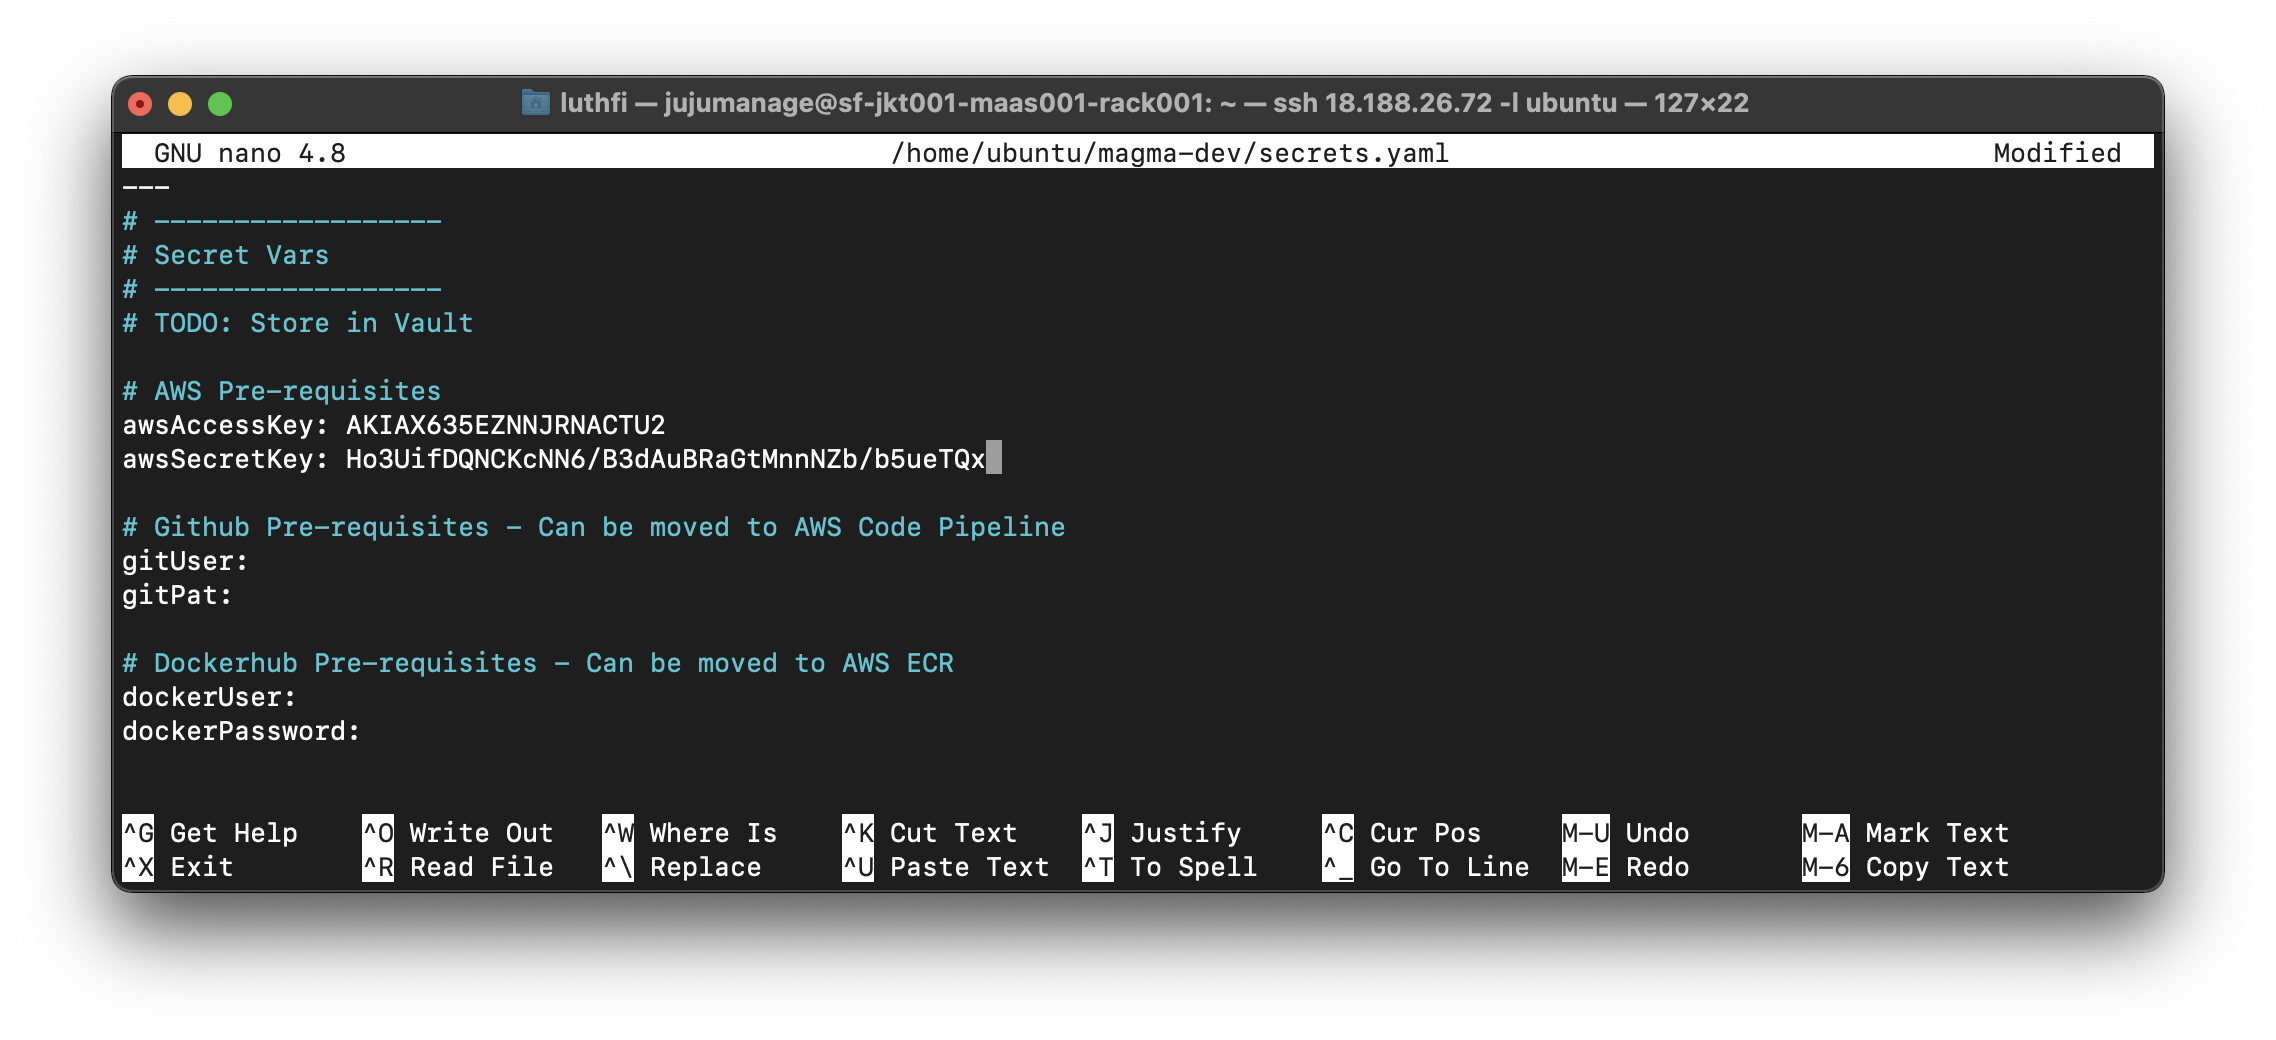 luthfi — jujumanage@sf-jkt001-maas001-rack001: ~ — ssh 18.188.26.72 -l ubuntu — 127×22
GNU nano 4.8 /home/ubuntu/magma-dev/secrets.yaml Modified
---
# ------------------
# Secret Vars
# ------------------
# TODO: Store in Vault
# AWS Pre-requisites
awsAccessKey: AKIAX635EZNNJRNACTU2
awsSecretKey: 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
# Github Pre-requisites - Can be moved to AWS Code Pipeline
gitUser:
gitPat:
# Dockerhub Pre-requisites - Can be moved to AWS ECR
dockerUser:
dockerPassword:
^G Get Help ^O Write Out ^W Where Is ^K Cut Text ^J Justify ^C Cur Pos M-U Undo M-A Mark Text
^X Exit ^R Read File ^\ Replace ^U Paste Text ^T To Spell ^_ Go To Line M-E Redo M-6 Copy Text